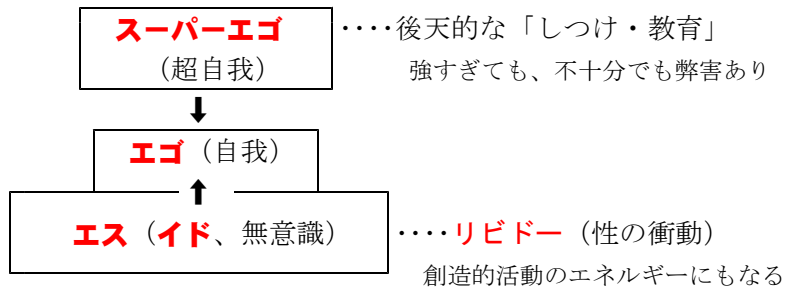 スーパーエゴ ････後天的な「しつけ・教育」
（超自我） 強すぎても、不十分でも弊害あり
エゴ（自我）
エス（イド、無意識） ････リビドー（性の衝動）
創造的活動のエネルギーにもなる